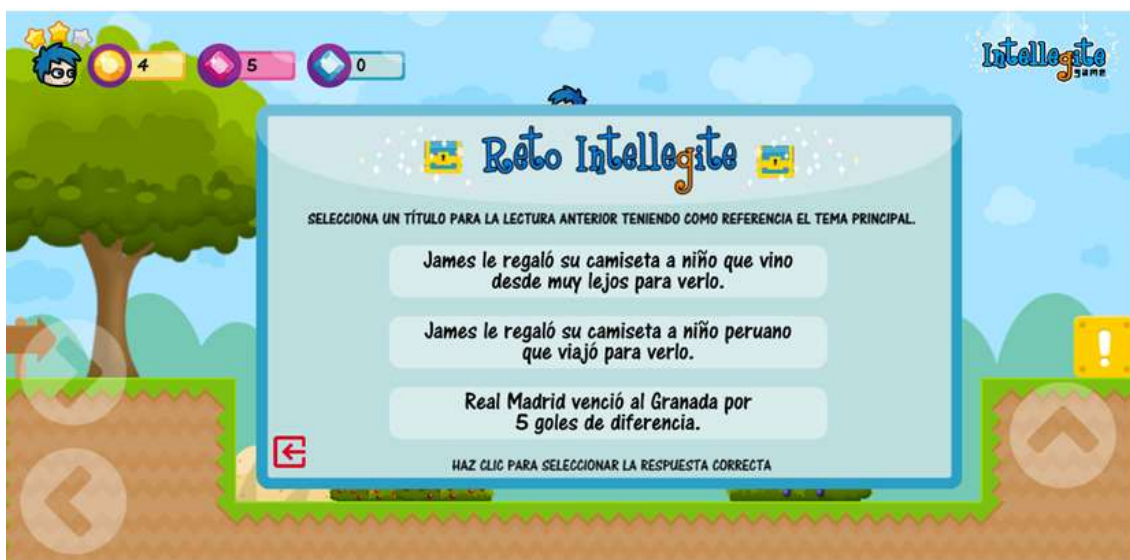 4
5
0
Intellegite
game
Reto Intellegite
SELECCIONA UN TÍTULO PARA LA LECTURA ANTERIOR TENIENDO COMO REFERENCIA EL TEMA PRINCIPAL.
James le regaló su camiseta a niño que vino
desde muy lejos para verlo.
James le regaló su camiseta a niño peruano
que viajó para verlo.
Real Madrid venció al Granada por
5 goles de diferencia.
HAZ CLIC PARA SELECCIONAR LA RESPUESTA CORRECTA
!